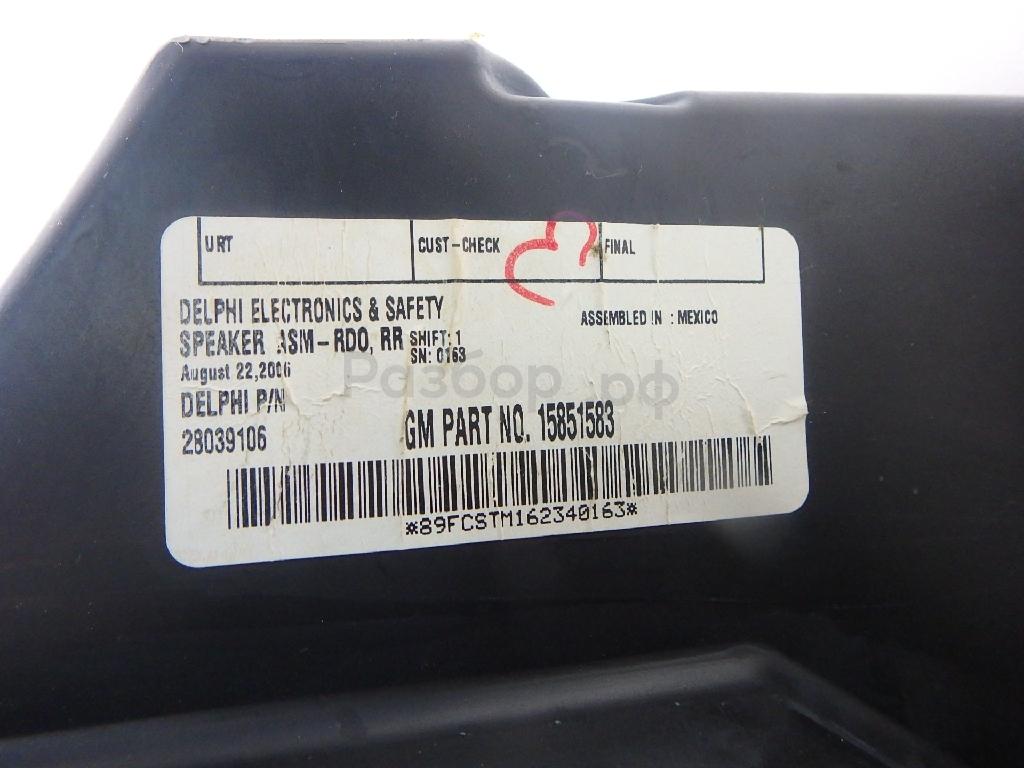 URT CUST-CHECK FINAL
DELPHI ELECTRONICS & SAFETY
ASSEMBLED IN : MEXICO
SPEAKER ASM-RDO, RR SHIFT: 1
SN: 0163
August 22,2006
Разбор.рф
DELPHI P/N
GM PART NO. 15851583
28039106
*89FCSTM162340163*